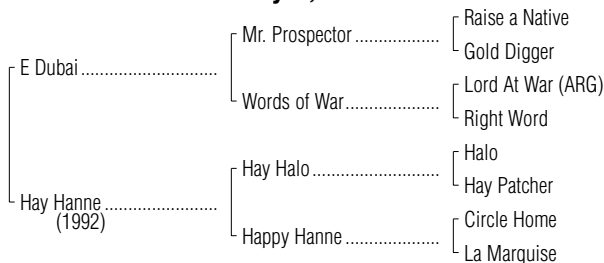 Raise a Native
Mr. Prospector
Gold Digger
E Dubai
Lord At War (ARG)
Words of War
Right Word
Halo
Hay Halo
Hay Patcher
Hay Hanne
(1992)
Circle Home
Happy Hanne
La Marquise